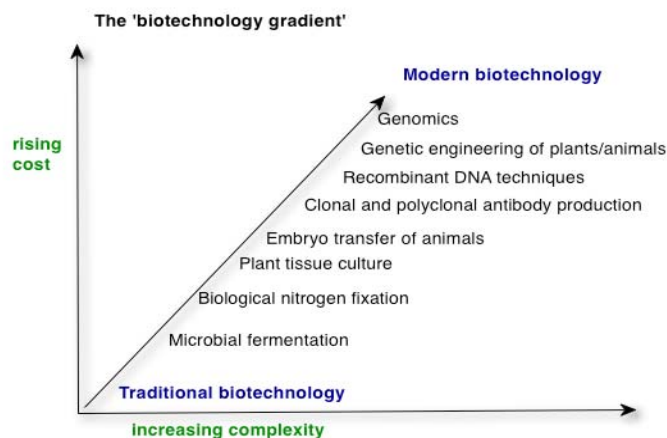 The 'biotechnology gradient'
Modern biotechnology
Genomics
rising
cost
Genetic engineering of plants/animals
Recombinant DNA techniques
Clonal and polyclonal antibody production
Embryo transfer of animals
Plant tissue culture
Biological nitrogen fixation
Microbial fermentation
Traditional biotechnology
increasing complexity